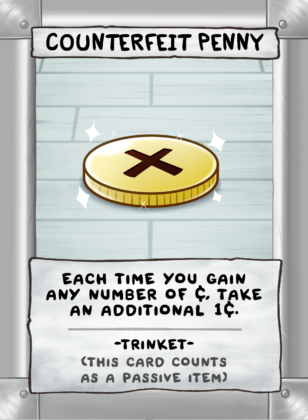 COUNTERFEIT PENNY
EACH TIME YOU GAIN
ANY NUMBER OF ¢, TAKE
AN ADDITIONAL 1¢.
-TRINKET-
(THIS CARD COUNTS
AS A PASSIVE ITEM)